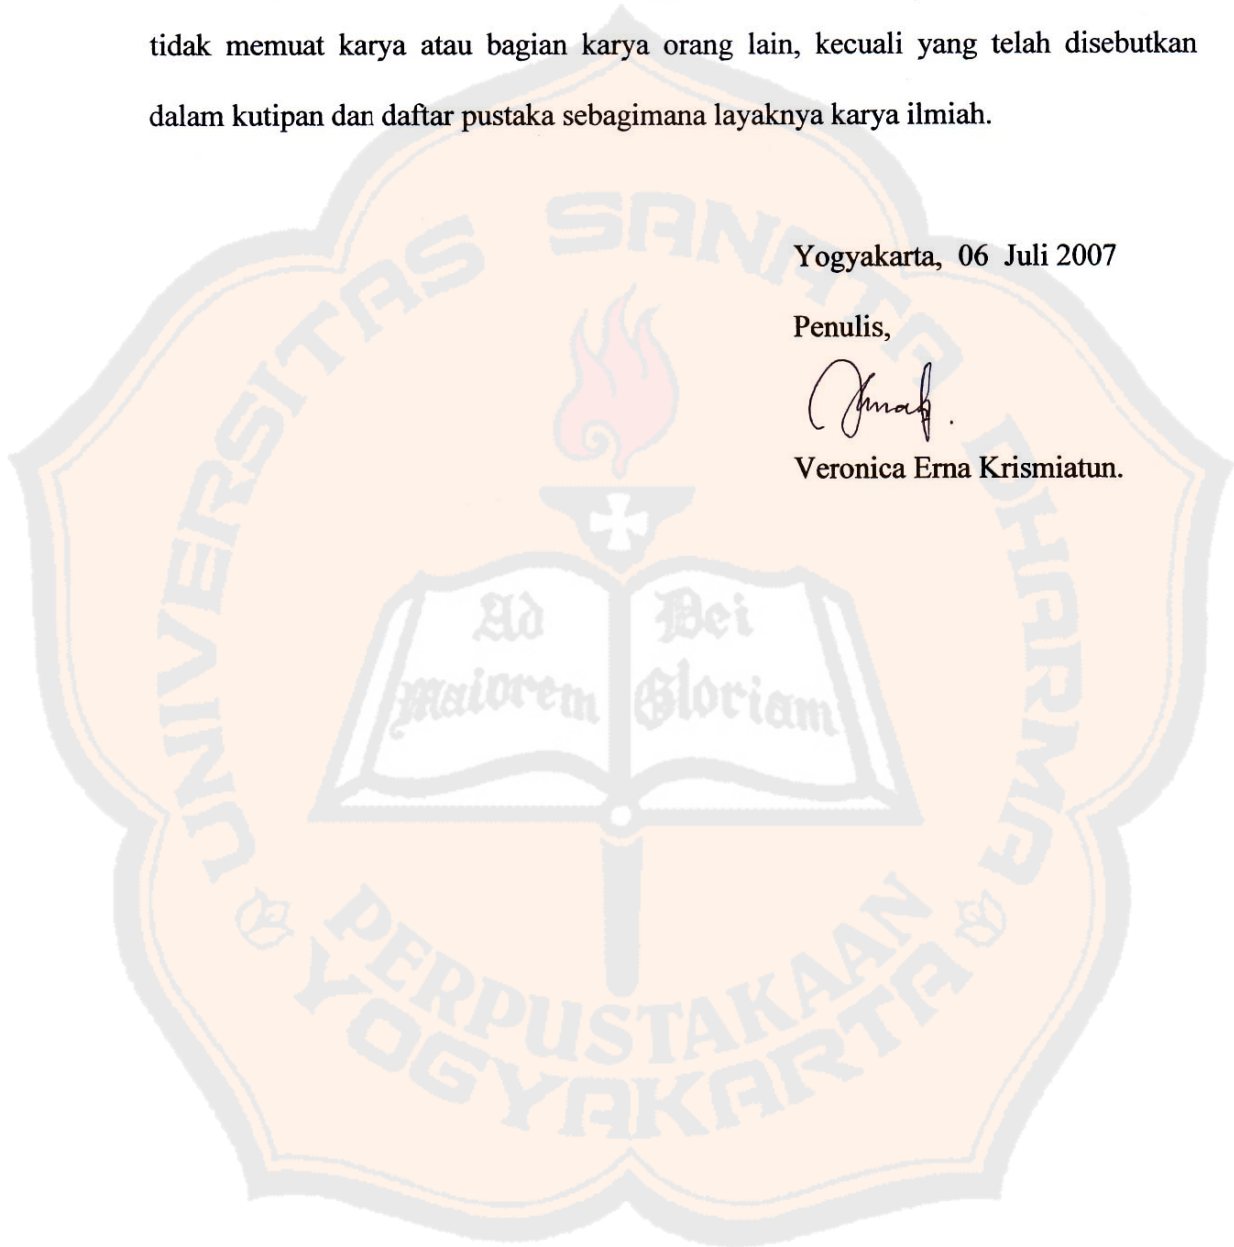 tidak memuat karya atau bagian karya orang lain, kecuali yang telah disebutkan
dalam kutipan dan daftar pustaka sebagimana layaknya karya ilmiah.
Yogyakarta, 06 Juli 2007
Penulis,
Veronica Erna Krismiatun.
UNIVERSITAS SANATA DHARMA
Ad Dei
maiorem Gloriam
PERPUSTAKAAN
YOGYAKARTA